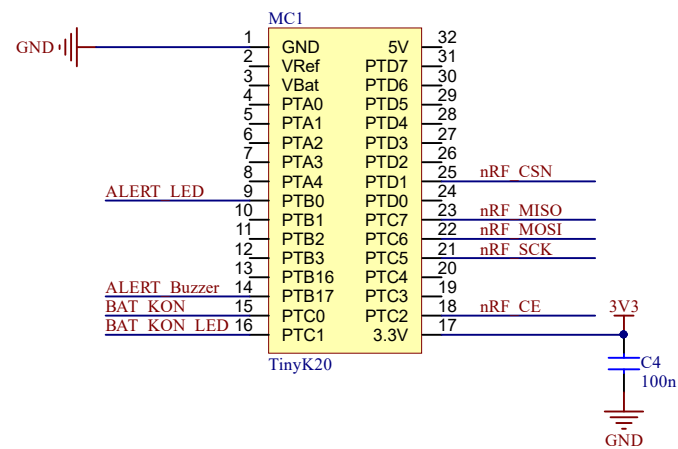 MC1
GND
1 GND 5V 32
2 VRef PTD7 31
3 VBat PTD6 30
4 PTA0 PTD5 29
5 PTA1 PTD4 28
6 PTA2 PTD3 27
7 PTA3 PTD2 26
8 PTA4 PTD1 25 nRF_CSN
ALERT_LED 9 PTB0 PTD0 24
10 PTB1 PTC7 23 nRF_MISO
11 PTB2 PTC6 22 nRF_MOSI
12 PTB3 PTC5 21 nRF_SCK
13 PTB16 PTC4 20
ALERT_Buzzer 14 PTB17 PTC3 19
BAT_KON 15 PTC0 PTC2 18 nRF_CE
BAT_KON_LED 16 PTC1 3.3V 17
3V3
TinyK20
C4
100n
GND